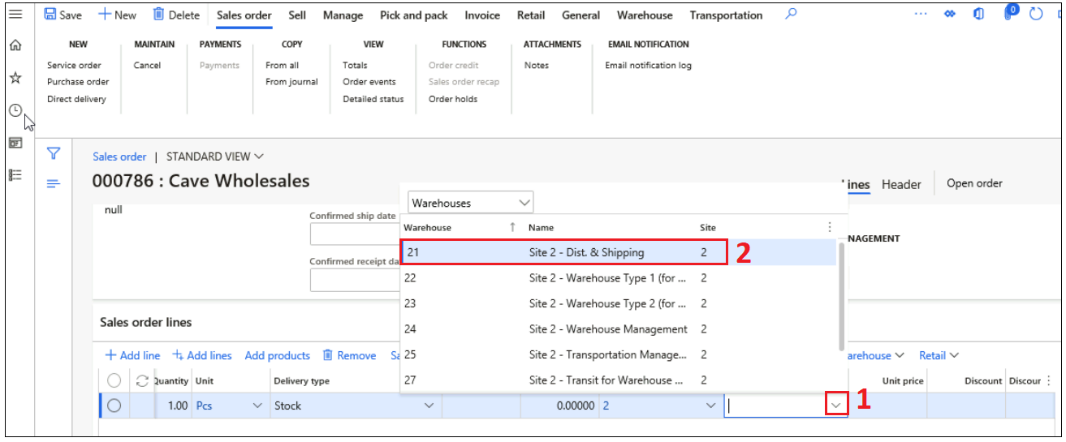 Save New Delete Sales order Sell Manage Pick and pack Invoice Retail General Warehouse Transportation ... 0
NEW MAINTAIN PAYMENTS COPY VIEW FUNCTIONS ATTACHMENTS EMAIL NOTIFICATION
Service order Cancel Payments From all Totals Order credit Notes Email notification log
Purchase order From journal Order events Sales order recap
Direct delivery Detailed status Order holds
Sales order | STANDARD VIEW
000786 : Cave Wholesales
Lines Header Open order
null
Confirmed ship date
Confirmed receipt da
Warehouses
Warehouse ↑ Name Site
21 Site 2 - Dist. & Shipping 2
2
22 Site 2 - Warehouse Type 1 (for ... 2
23 Site 2 - Warehouse Type 2 (for ... 2
24 Site 2 - Warehouse Management 2
25 Site 2 - Transportation Manage... 2
27 Site 2 - Transit for Warehouse ... 2
NAGEMENT
Sales order lines
+ Add line Add lines Add products Remove Sa arehouse Retail
Quantity Unit Delivery type Unit price Discount Discour
1.00 Pcs Stock 0.00000 2
1